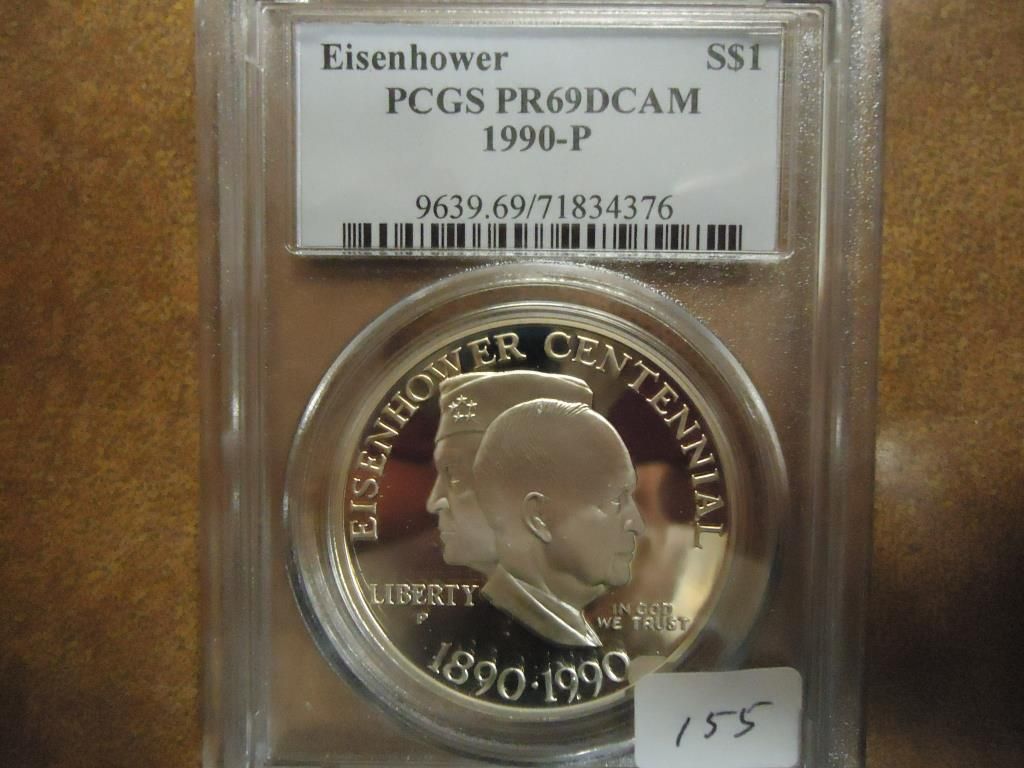 Eisenhower S$1
PCGS PR69DCAM
1990-P
9639.69/71834376
EISENHOWER CENTENNIAL
LIBERTY
P
IN GOD
WE TRUST
1890·1990
155